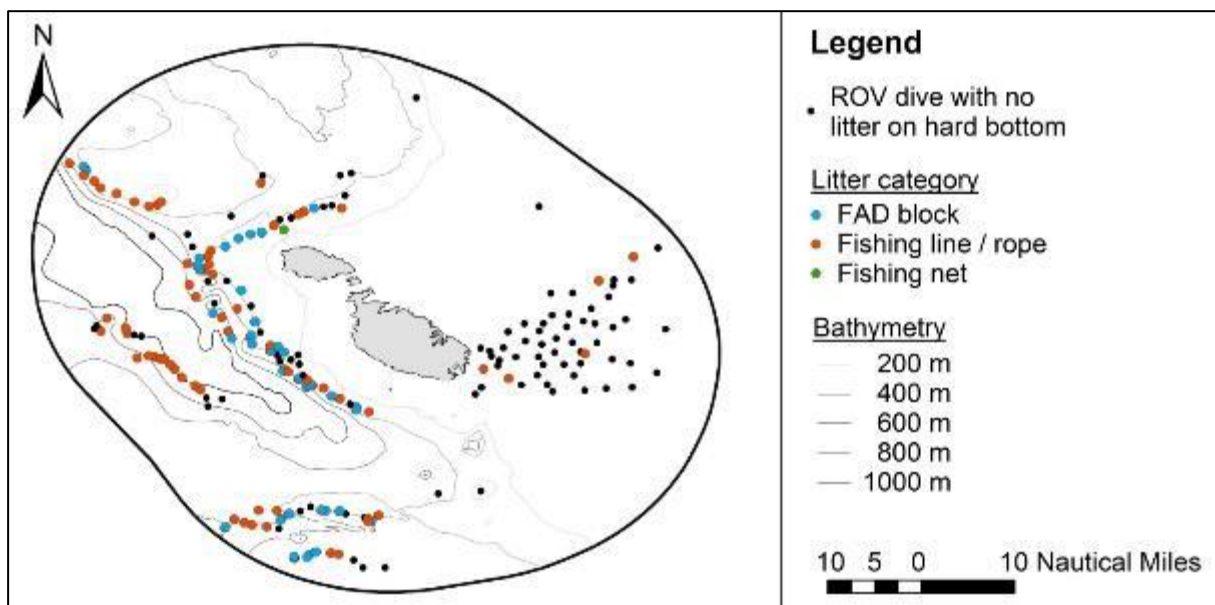 N
Legend
ROV dive with no
litter on hard bottom
Litter category
FAD block
Fishing line / rope
Fishing net
Bathymetry
200 m
400 m
600 m
800 m
1000 m
10 5 0 10 Nautical Miles